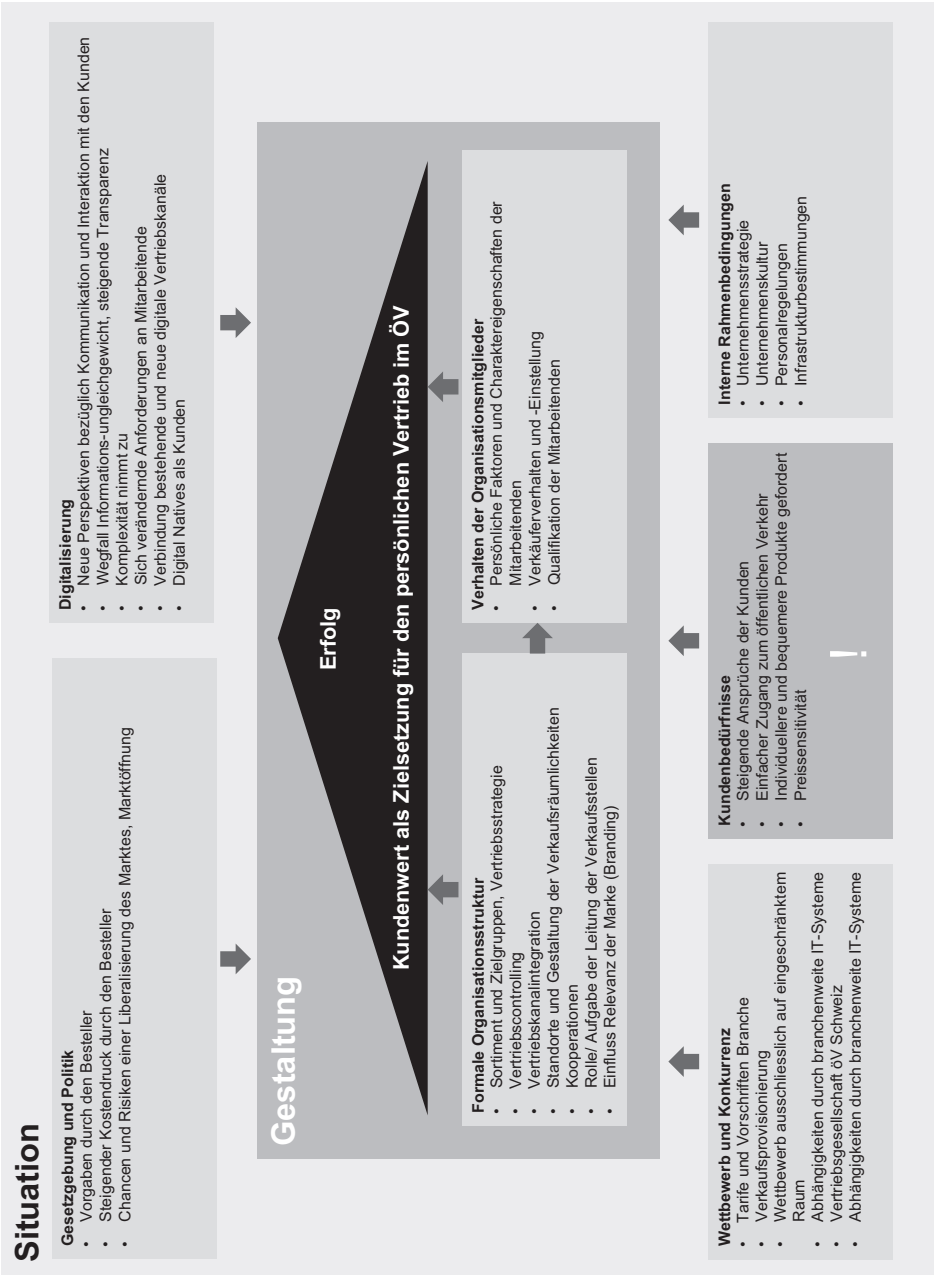 Situation
Gesetzgebung und Politik
• Vorgaben durch den Besteller
• Steigender Kostendruck durch den Besteller
• Chancen und Risiken einer Liberalisierung des Marktes, Marktöffnung
Digitalisierung
• Neue Perspektiven bezüglich Kommunikation und Interaktion mit den Kunden
• Wegfall Informations-ungleichgewicht, steigende Transparenz
• Komplexität nimmt zu
• Sich verändernde Anforderungen an Mitarbeitende
• Verbindung bestehende und neue digitale Vertriebskanäle
• Digital Natives als Kunden
Gestaltung
Erfolg
Kundenwert als Zielsetzung für den persönlichen Vertrieb im ÖV
Formale Organisationsstruktur
• Sortiment und Zielgruppen, Vertriebsstrategie
• Vertriebscontrolling
• Vertriebskanalintegration
• Standorte und Gestaltung der Verkaufsräumlichkeiten
• Kooperationen
• Rolle/ Aufgabe der Leitung der Verkaufsstellen
• Einfluss Relevanz der Marke (Branding)
Verhalten der Organisationsmitglieder
• Persönliche Faktoren und Charaktereigenschaften der
Mitarbeitenden
• Verkäuferverhalten und -Einstellung
• Qualifikation der Mitarbeitenden
Wettbewerb und Konkurrenz
• Tarife und Vorschriften Branche
• Verkaufsprovisionierung
• Wettbewerb ausschliesslich auf eingeschränktem
Raum
• Abhängigkeiten durch branchenweite IT-Systeme
• Vertriebsgesellschaft öV Schweiz
• Abhängigkeiten durch branchenweite IT-Systeme
Kundenbedürfnisse
• Steigende Ansprüche der Kunden
• Einfacher Zugang zum öffentlichen Verkehr
• Individuellere und bequemere Produkte gefordert
• Preissensitivität
!
Interne Rahmenbedingungen
• Unternehmensstrategie
• Unternehmenskultur
• Personalregelungen
• Infrastrukturbestimmungen